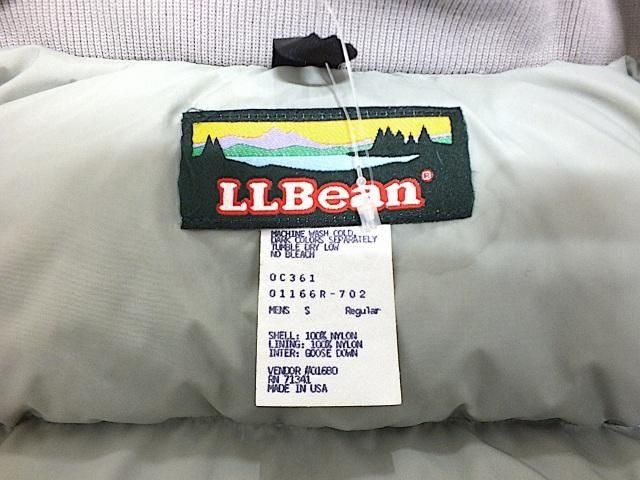 LLBean®
MACHINE WASH COLD
DARK COLORS SEPARATELY
TUMBLE DRY LOW
NO BLEACH
0C361
01166R-702
MENS S Regular
SHELL: 100% NYLON
LINING: 100% NYLON
INTER: GOOSE DOWN
VENDOR #01680
RN 71341
MADE IN USA